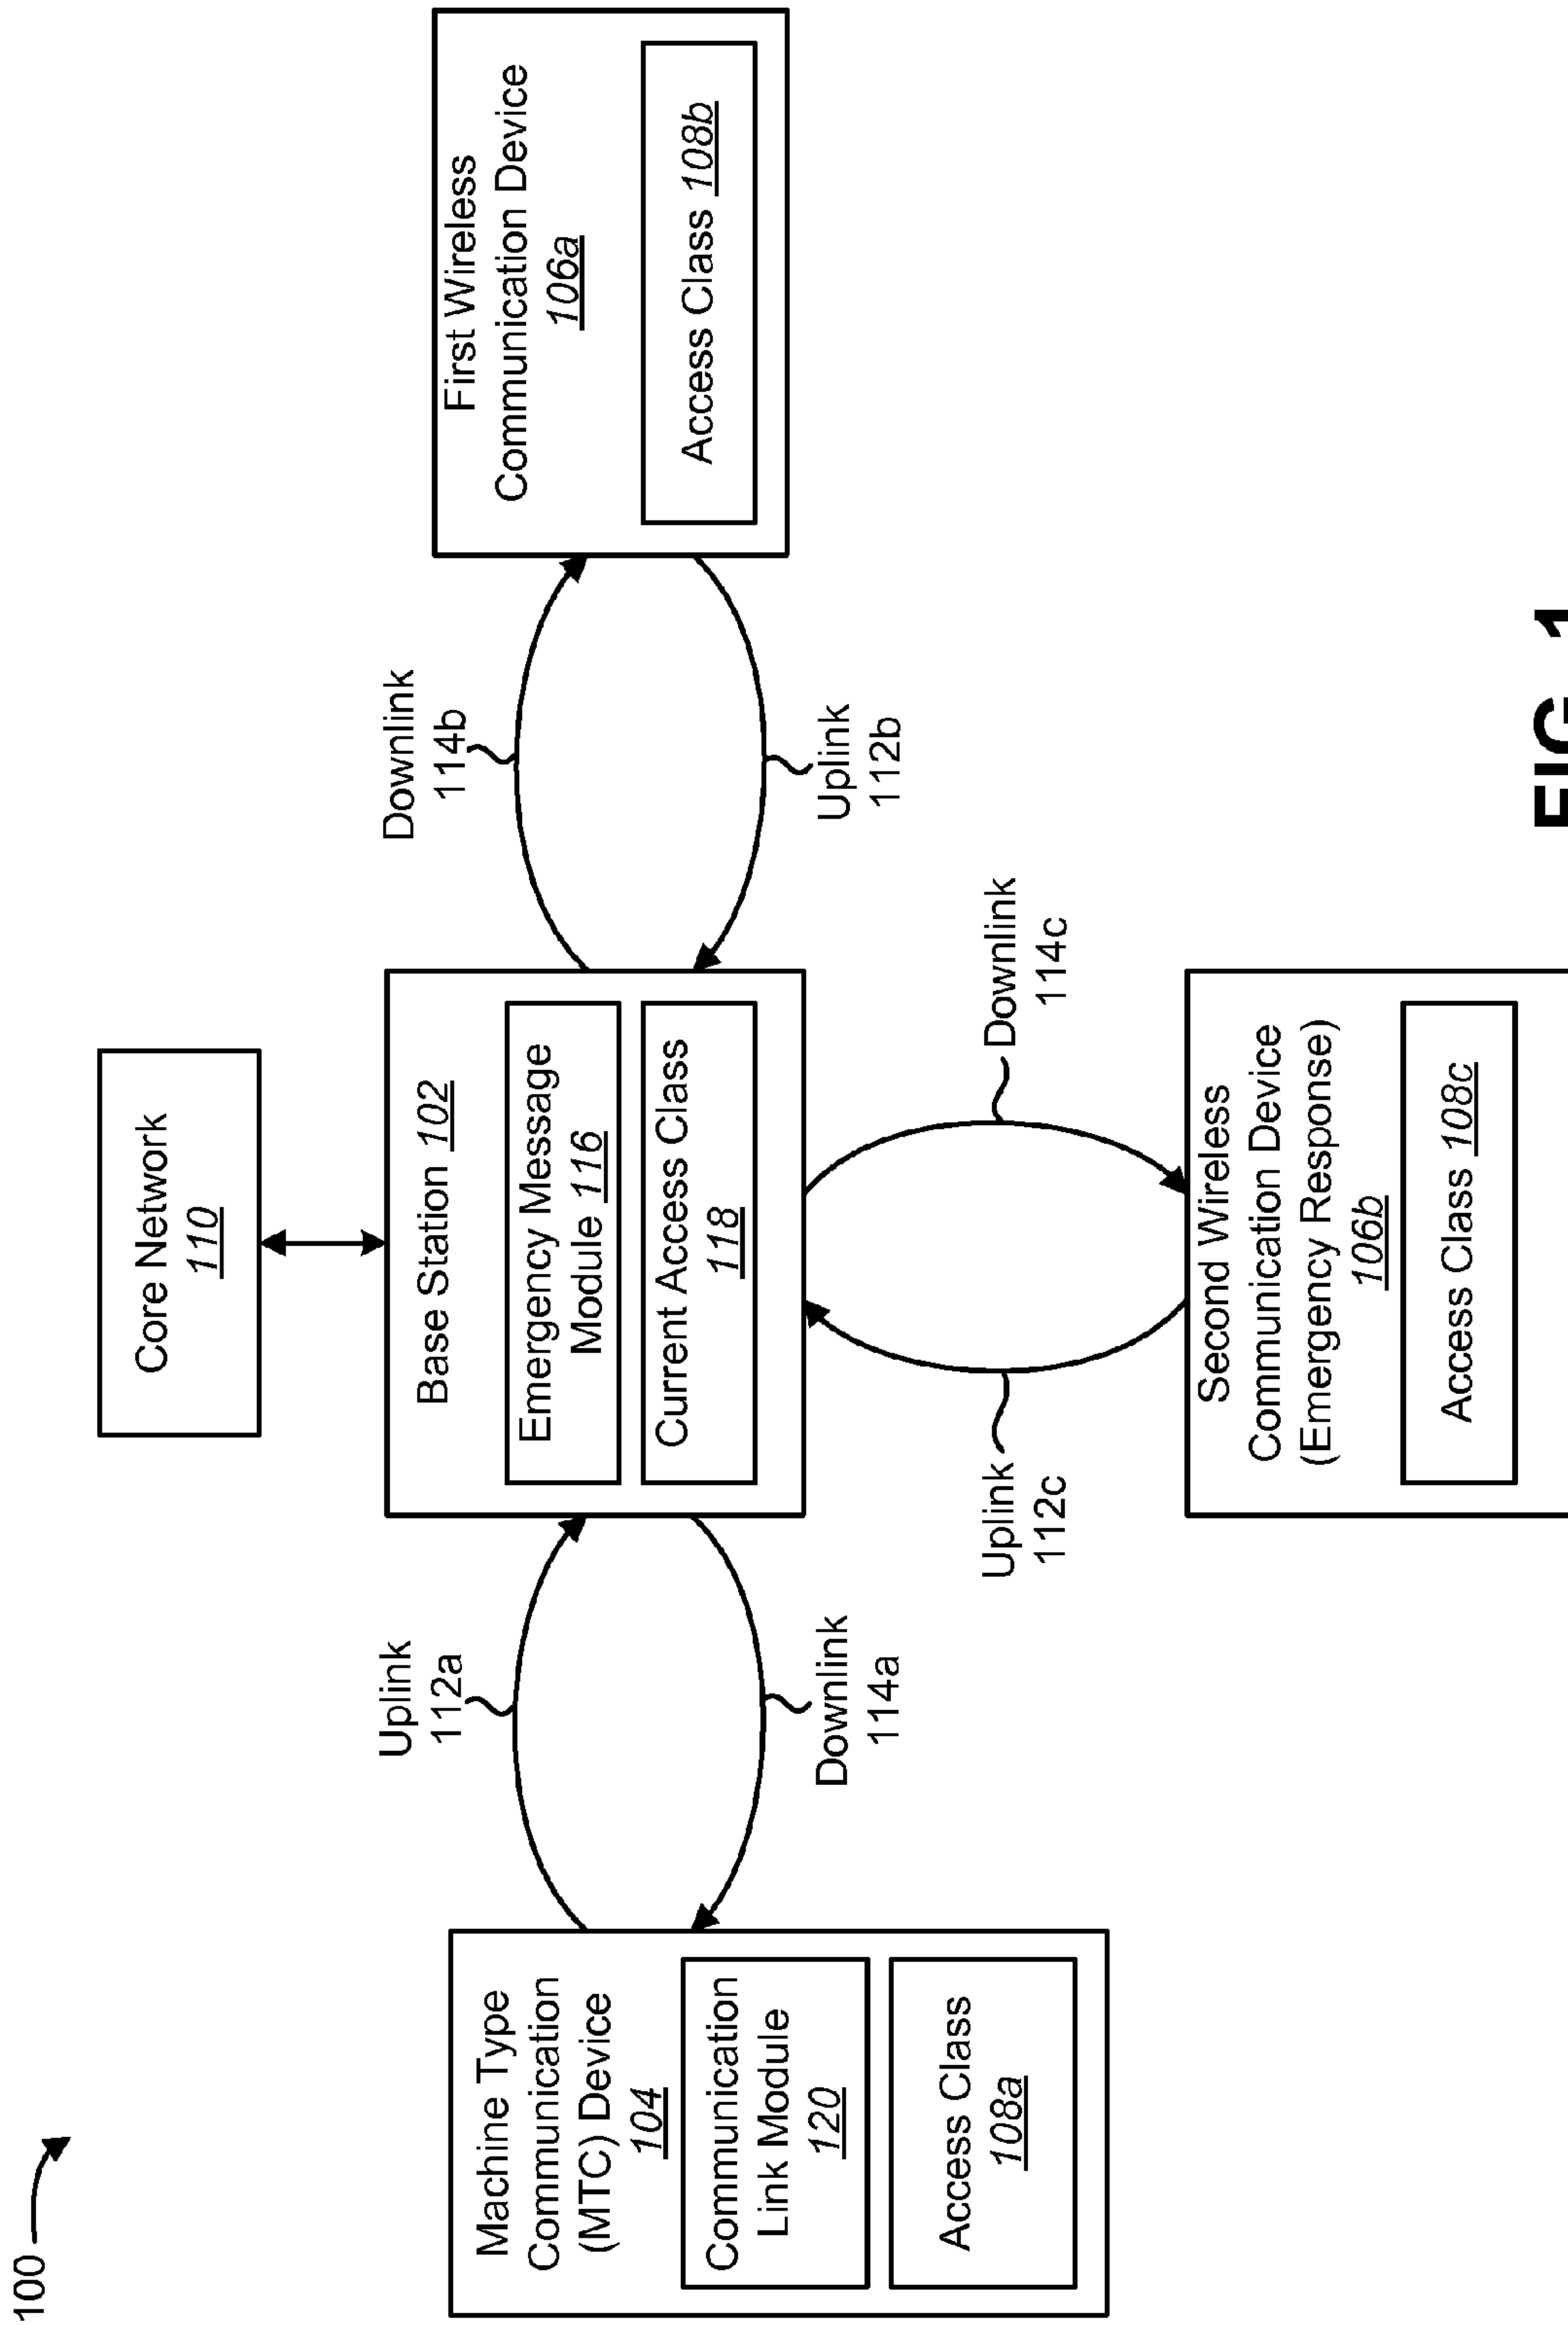 100
Core Network
110
Base Station 102
Emergency Message
Module 116
Current Access Class
118
Machine Type
Communication
(MTC) Device
104
Communication
Link Module
120
Access Class
108a
Uplink
112a
Downlink
114a
Downlink
114b
Uplink
112b
First Wireless
Communication Device
106a
Access Class 108b
Uplink
112c
Downlink
114c
Second Wireless
Communication Device
(Emergency Response)
106b
Access Class 108c
FIG. 1